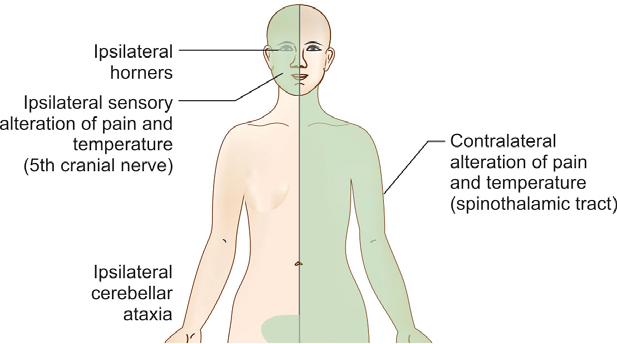 Ipsilateral
horners
Ipsilateral sensory
alteration of pain and
temperature
(5th cranial nerve)
Contralateral
alteration of pain
and temperature
(spinothalamic tract)
Ipsilateral
cerebellar
ataxia